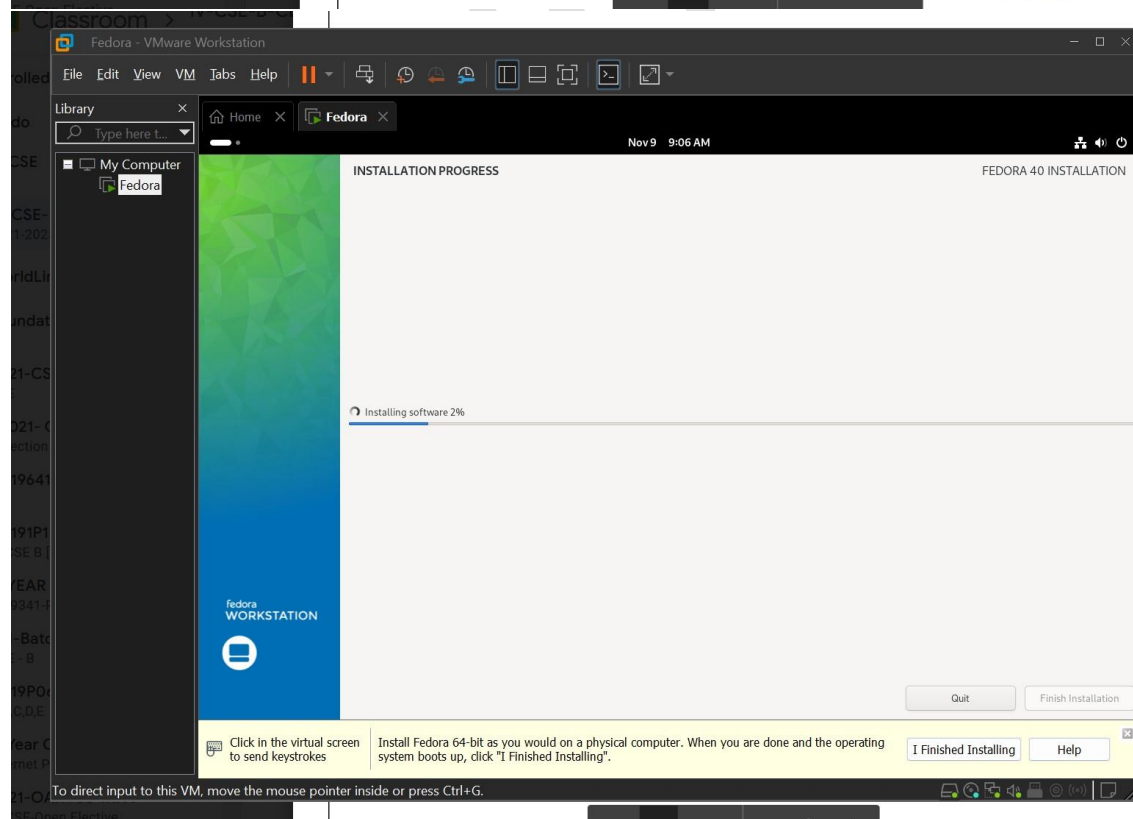 Classroom >
Fedora - VMware Workstation
File Edit View VM Tabs Help
Library
Type here t...
My Computer
Fedora
Home
Fedora
Nov 9 9:06 AM
INSTALLATION PROGRESS
FEDORA 40 INSTALLATION
Installing software 2%
fedora
WORKSTATION
Quit
Finish Installation
Click in the virtual screen
to send keystrokes
Install Fedora 64-bit as you would on a physical computer. When you are done and the operating
system boots up, click "I Finished Installing".
I Finished Installing
Help
To direct input to this VM, move the mouse pointer inside or press Ctrl+G.